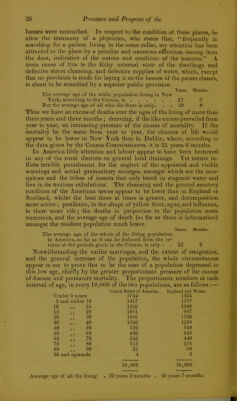 26 Pressure and Progress of the
houses were untouched. In respect to the condition of these places, he
cites the testimony of a physician, who states that, “frequently in
searching for a patient living in the same cellar, my attention has been
attracted to the place by a peculiar and nauseous effluvium issuing from
the door, indicative of the nature and condition of the inmates.” A
main cause of this is the filthy external state of the dwellings and
defective street cleansing, and defective supplies of water, which, except
that no provision is made for laying it on the houses of the poorer classes,
is about to be remedied by a superior public provision.
Years. Months.
The average age of the white population living in New
York, according to the Census, is . . . 23 3
For the average age of all who die there is only . . 20 0
Thus we have an excess of deaths over the ages of the living of more than
three years and three months; denoting, if the like excess prevailed from
year to year, an increasing pressure of the causes of mortality. If the
mortality be the same from year to year, the chances of life would
appear to be lower in New York than in Dublin, where, according to
the data given by the Census Commissioners, it is 25 years 6 months.
In America little attention and labour appear to have been bestowed
in any of the rural districts on general land drainage. Yet nature in-
dicts terrible punishment for the neglect of the appointed and visible
warnings and actual premonitory scourges, amongst which are the mos-
quitoes and the tribes of insects that only breed in stagnant water and
live in its noxious exhalations. The cleansing and the general sanatory
condition of the American towns appear to be lower than in England or
Scotland, whilst the heat there at times is greater, and decomposition
more active; pestilence, in the shape of yellow fever, ague, and influenza,
is there more rife; the deaths in proportion to the population more
numerous, and the average age of death (so far as there is information)
amongst the resident population much lower.
Years. Months.
The average age of the whole of the living population
in America, so far as it can be deduced from the re-
turns at the periods given in the Census, is only . 22 2
Notwithstanding the earlier marriages, and the extent of emigration,
and the general increase of the population, the whole circumstances
appear to me to prove this to be the case of a population depressed to
this low age, chiefly by the greater proportionate pressure of the causes
of disease and premature mortality. The proportionate numbers at each
interval of age, in every 10,000 of the two populations, are as follows:—
United States of America. England and Wales.
Under 5 years 1744 1324
5 and under 10 1417 1197
10 „ 15 1210 1089
15 „ 20 1091 997
20 „ 30 1816 1780
30 „ 40 1160 1289
40 „ 50 732 959
50 „ 60 436 645
60 „ 70 245 440
70 „ 80 113 216
80 „ 90 32 59
90 and upwards 4 5
10,000 10,000
Average age of all the living . 22 years 2 months . 26 years 7 months.